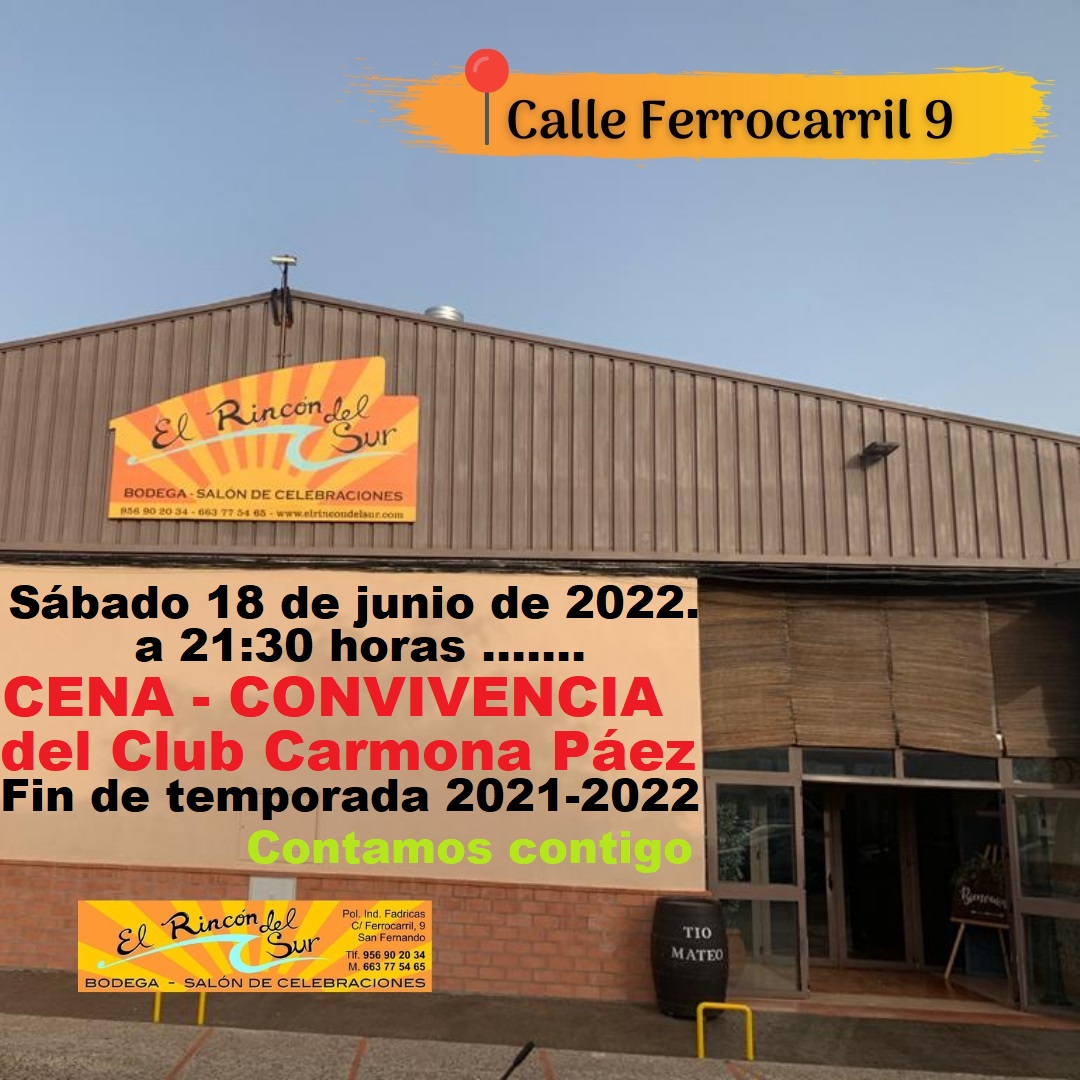 Calle Ferrocarril 9
El Rincón del
Sur
BODEGA - SALÓN DE CELEBRACIONES
956 90 20 34 - 663 77 54 65 - www.elrincondelsur.com
Sábado 18 de junio de 2022.
a 21:30 horas .......
CENA - CONVIVENCIA
del Club Carmona Páez
Fin de temporada 2021-2022
Contamos contigo
El Rincón del
Sur
Pol. Ind. Fadricas
C/ Ferrocarril, 9
San Fernando
Tlf. 956 90 20 34
M. 663 77 54 65
BODEGA - SALÓN DE CELEBRACIONES
TIO
MATEO